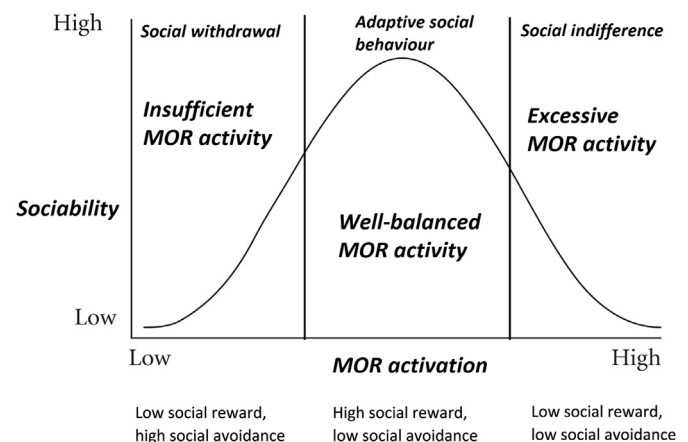 High
Social withdrawal
Adaptive social
behaviour
Social indifference
Insufficient
MOR activity
Excessive
MOR activity
Sociability
Well-balanced
MOR activity
Low
Low
MOR activation
High
Low social reward,
high social avoidance
High social reward,
low social avoidance
Low social reward,
low social avoidance